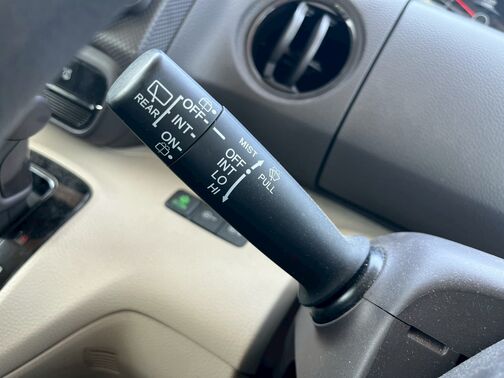 REAR
OFF
INT
ON
MIST
OFF
INT
LO
HI
PULL